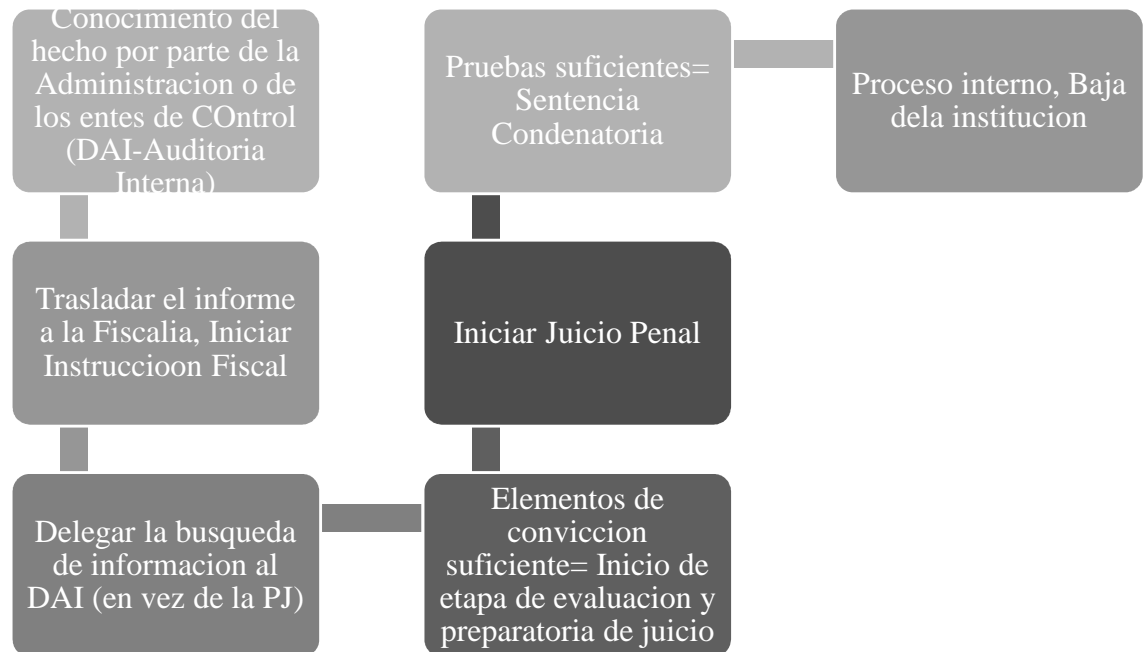 Conocimiento del
hecho por parte de la
Administracion o de
los entes de COntrol
(DAI-Auditoria
Interna)
Trasladar el informe
a la Fiscalia, Iniciar
Instruccioon Fiscal
Delegar la busqueda
de informacion al
DAI (en vez de la PJ)
Elementos de
conviccion
suficiente= Inicio de
etapa de evaluacion y
preparatoria de juicio
Iniciar Juicio Penal
Pruebas suficientes=
Sentencia
Condenatoria
Proceso interno, Baja
dela institucion